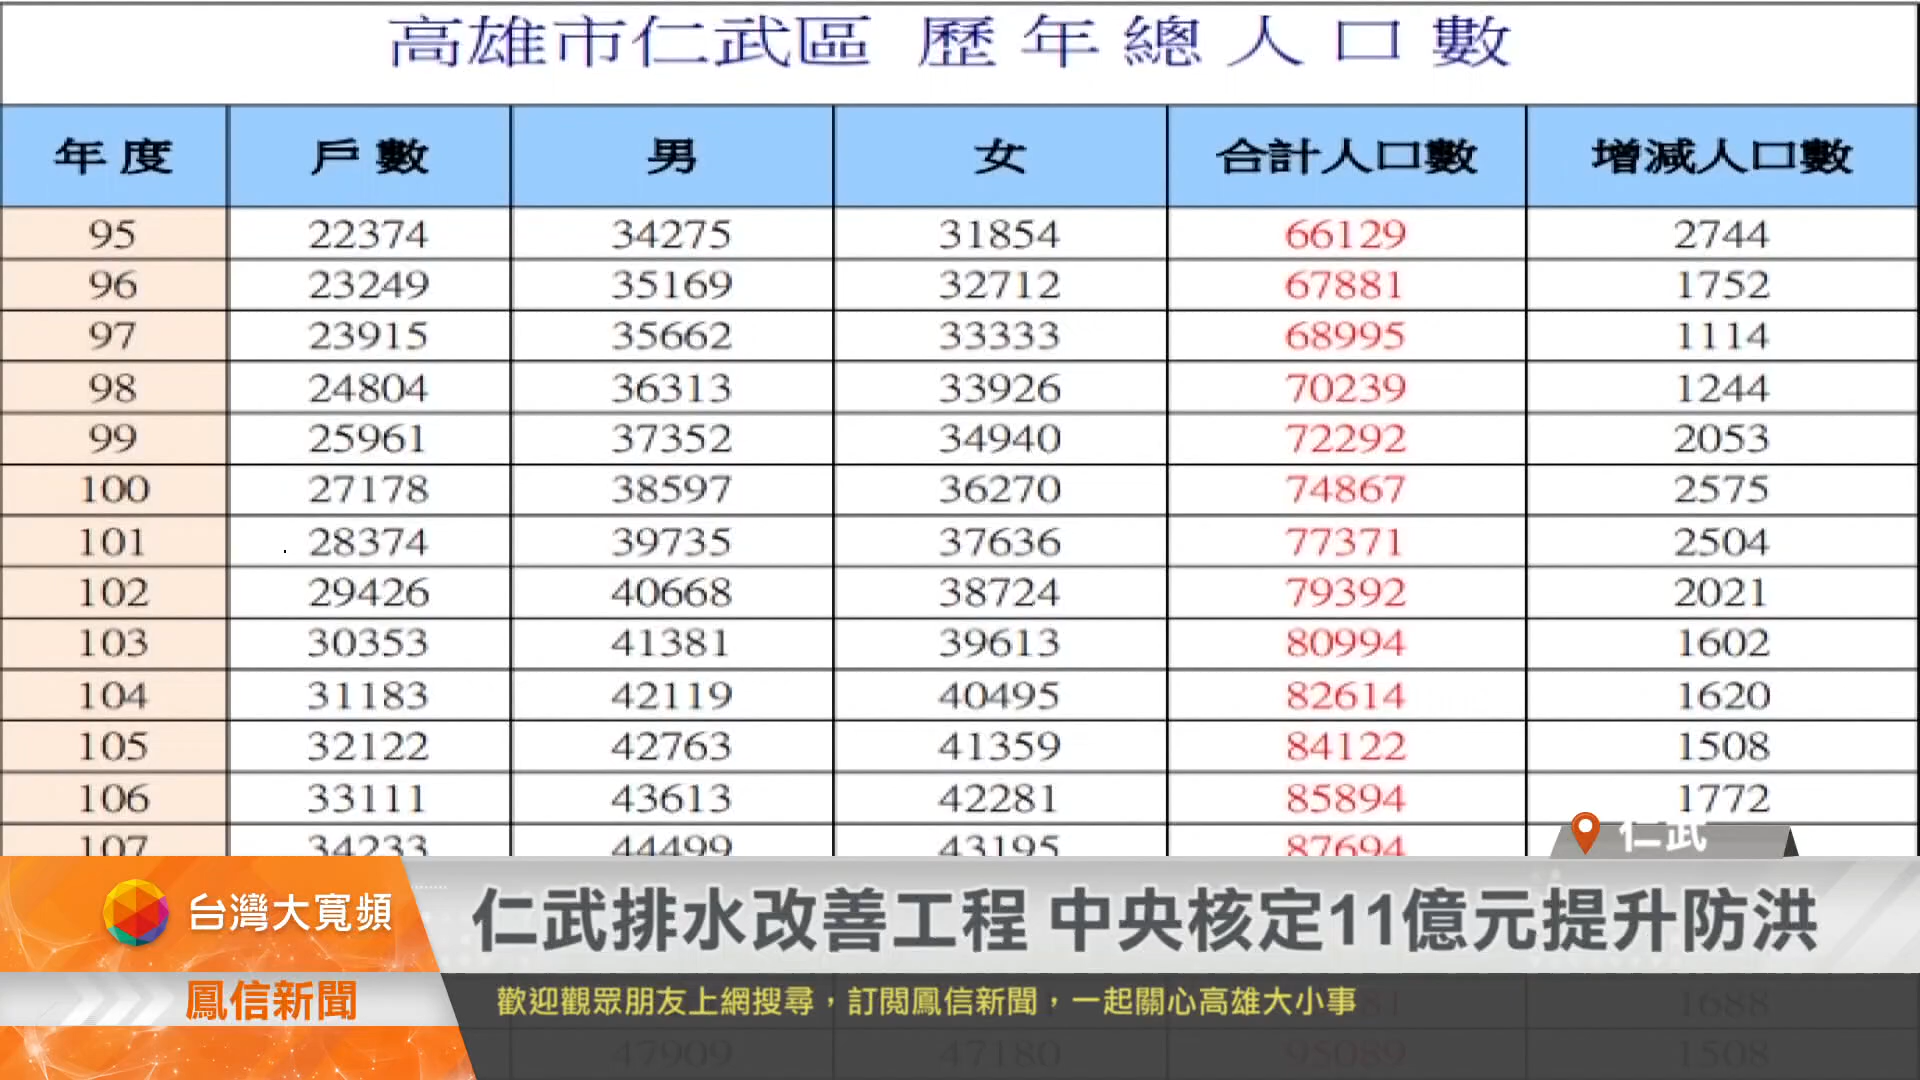 高雄市仁武區 歷年總人口數
年度 戶數 男 女 合計人口數 增減人口數
95 22374 34275 31854 66129 2744
96 23249 35169 32712 67881 1752
97 23915 35662 33333 68995 1114
98 24804 36313 33926 70239 1244
99 25961 37352 34940 72292 2053
100 27178 38597 36270 74867 2575
101 28374 39735 37636 77371 2504
102 29426 40668 38724 79392 2021
103 30353 41381 39613 80994 1602
104 31183 42119 40495 82614 1620
105 32122 42763 41359 84122 1508
106 33111 43613 42281 85894 1772
107 34233 44499 43195 87694
仁武
台灣大寬頻
仁武排水改善工程 中央核定11億元提升防洪
鳳信新聞
歡迎觀眾朋友上網搜尋，訂閱鳳信新聞，一起關心高雄大小事
1688
47909 47180 95089 1508